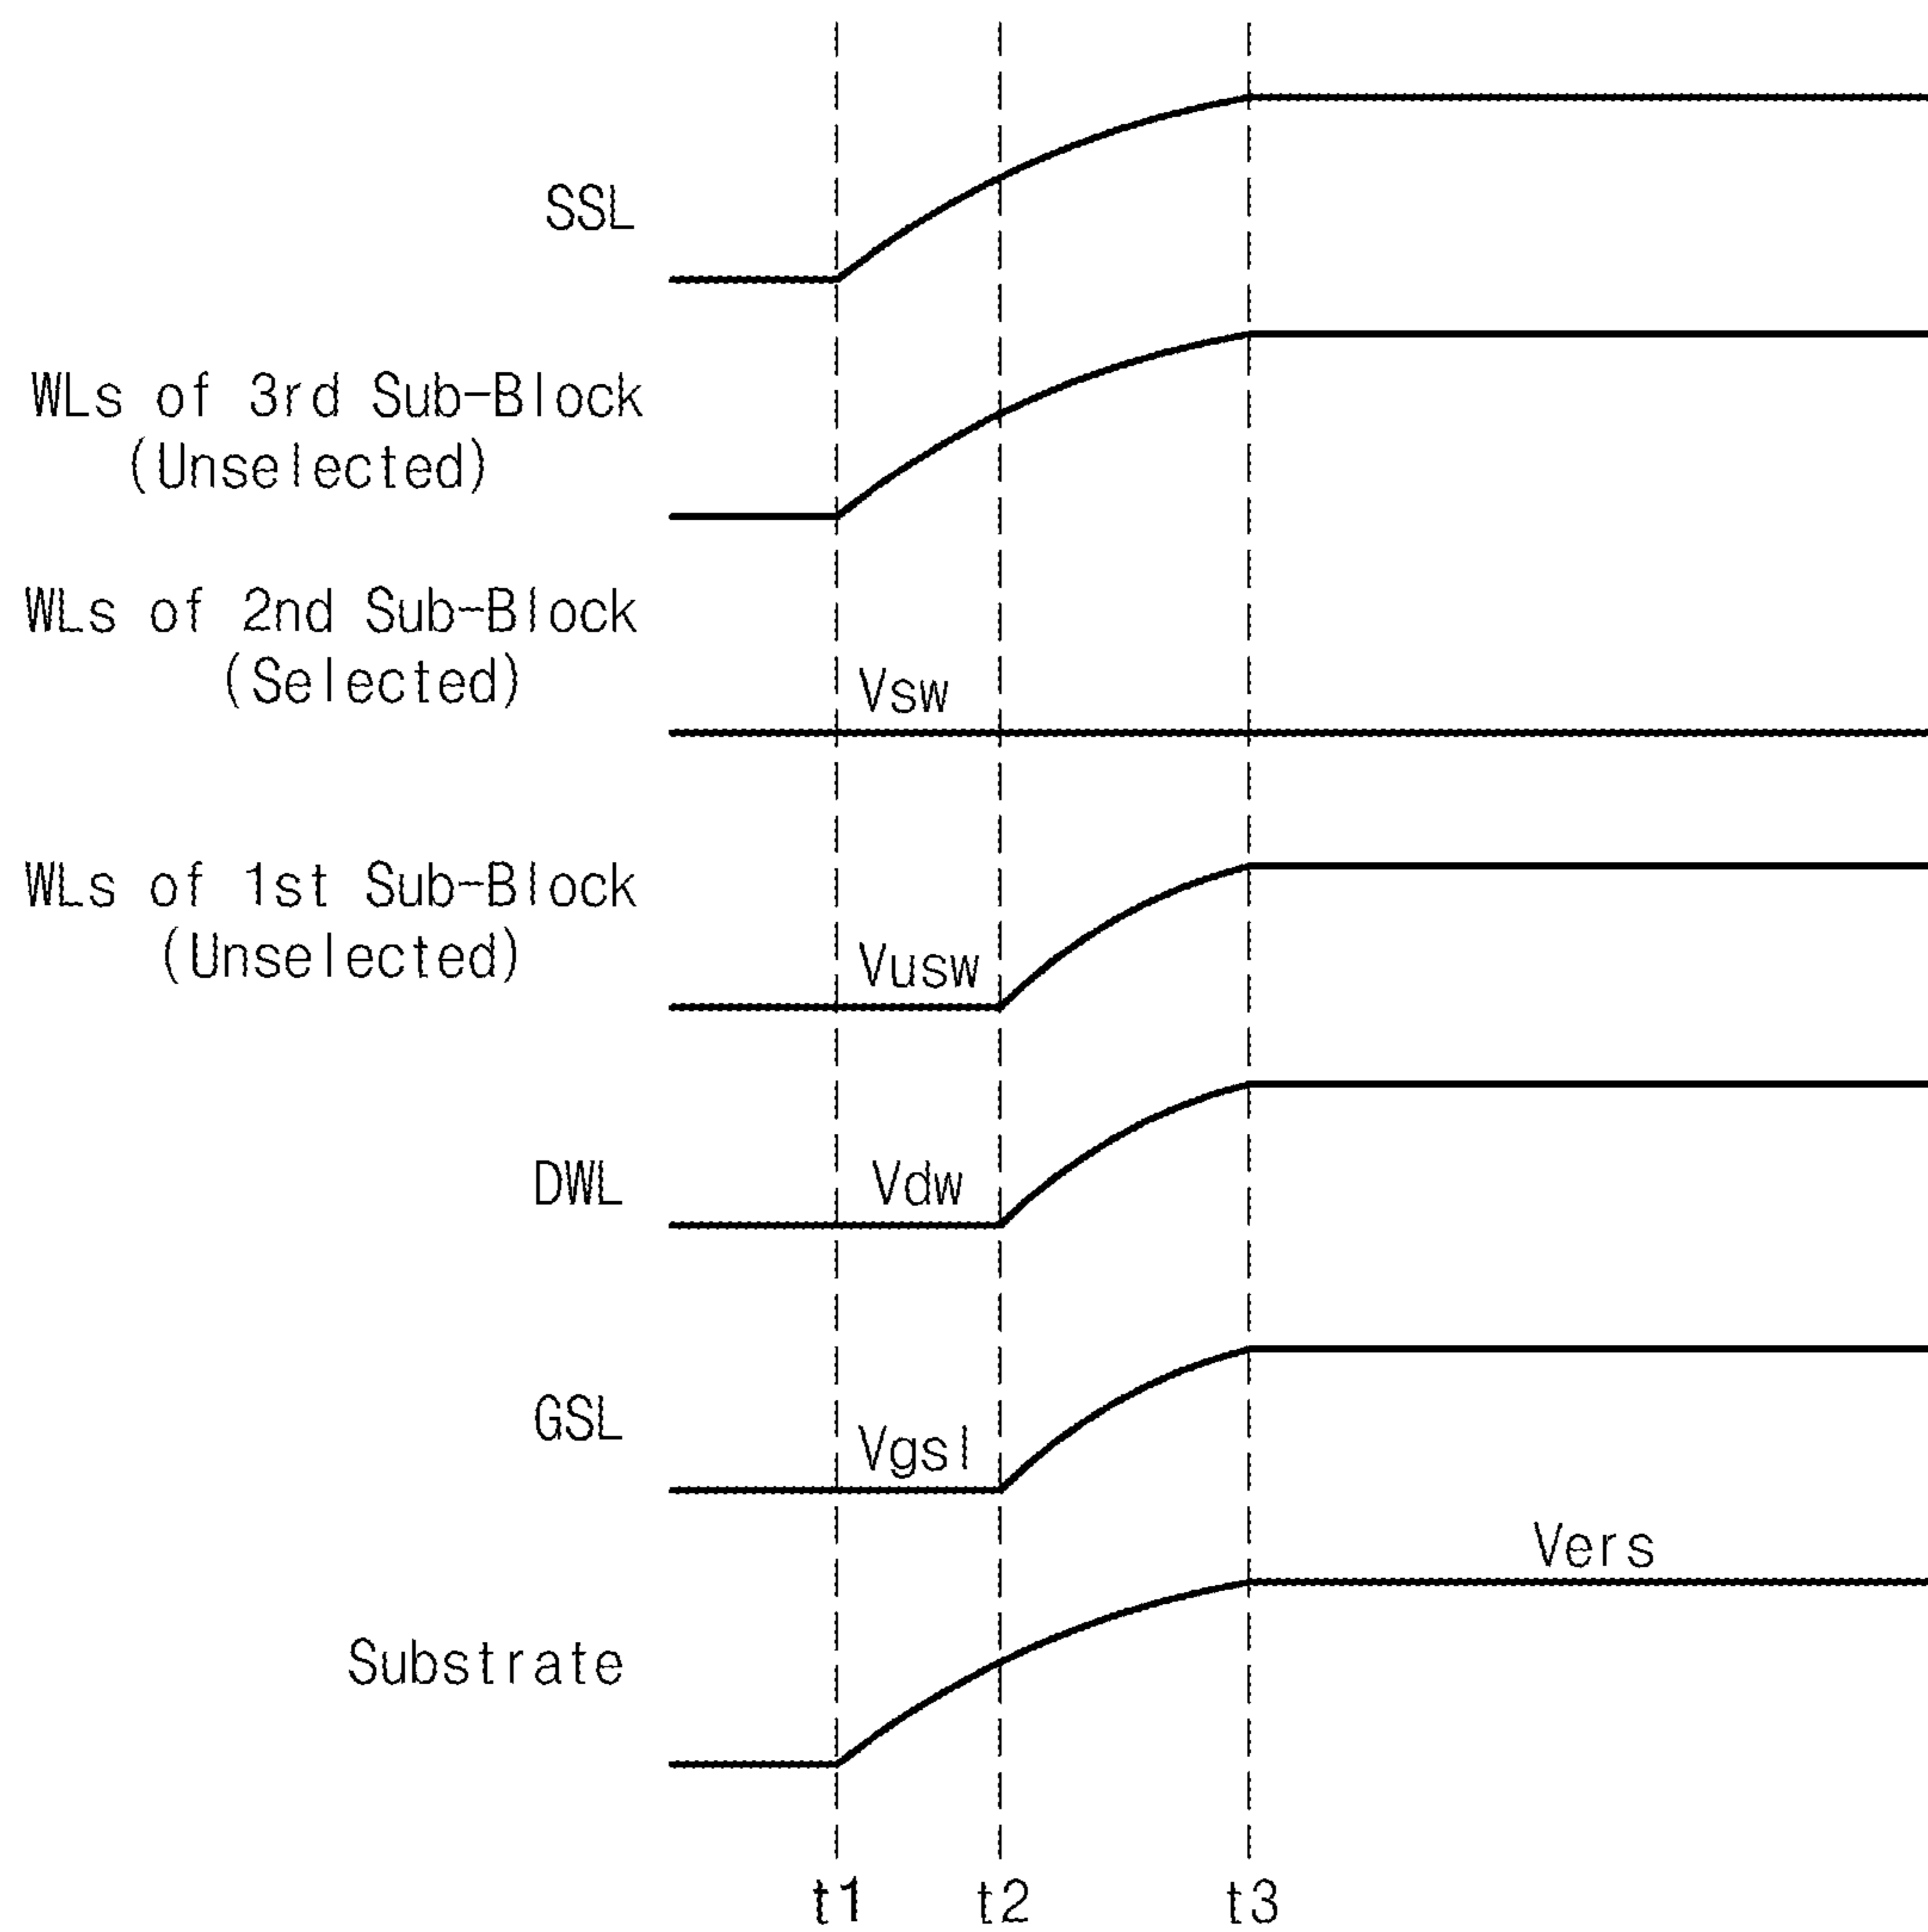 SSL
WLs of 3rd Sub-Block
(Unselected)
WLs of 2nd Sub-Block
(Selected)
Vsw
WLs of 1st Sub-Block
(Unselected)
Vusw
DWL
Vdw
GSL
Vgsl
Vers
Substrate
t1
t2
t3